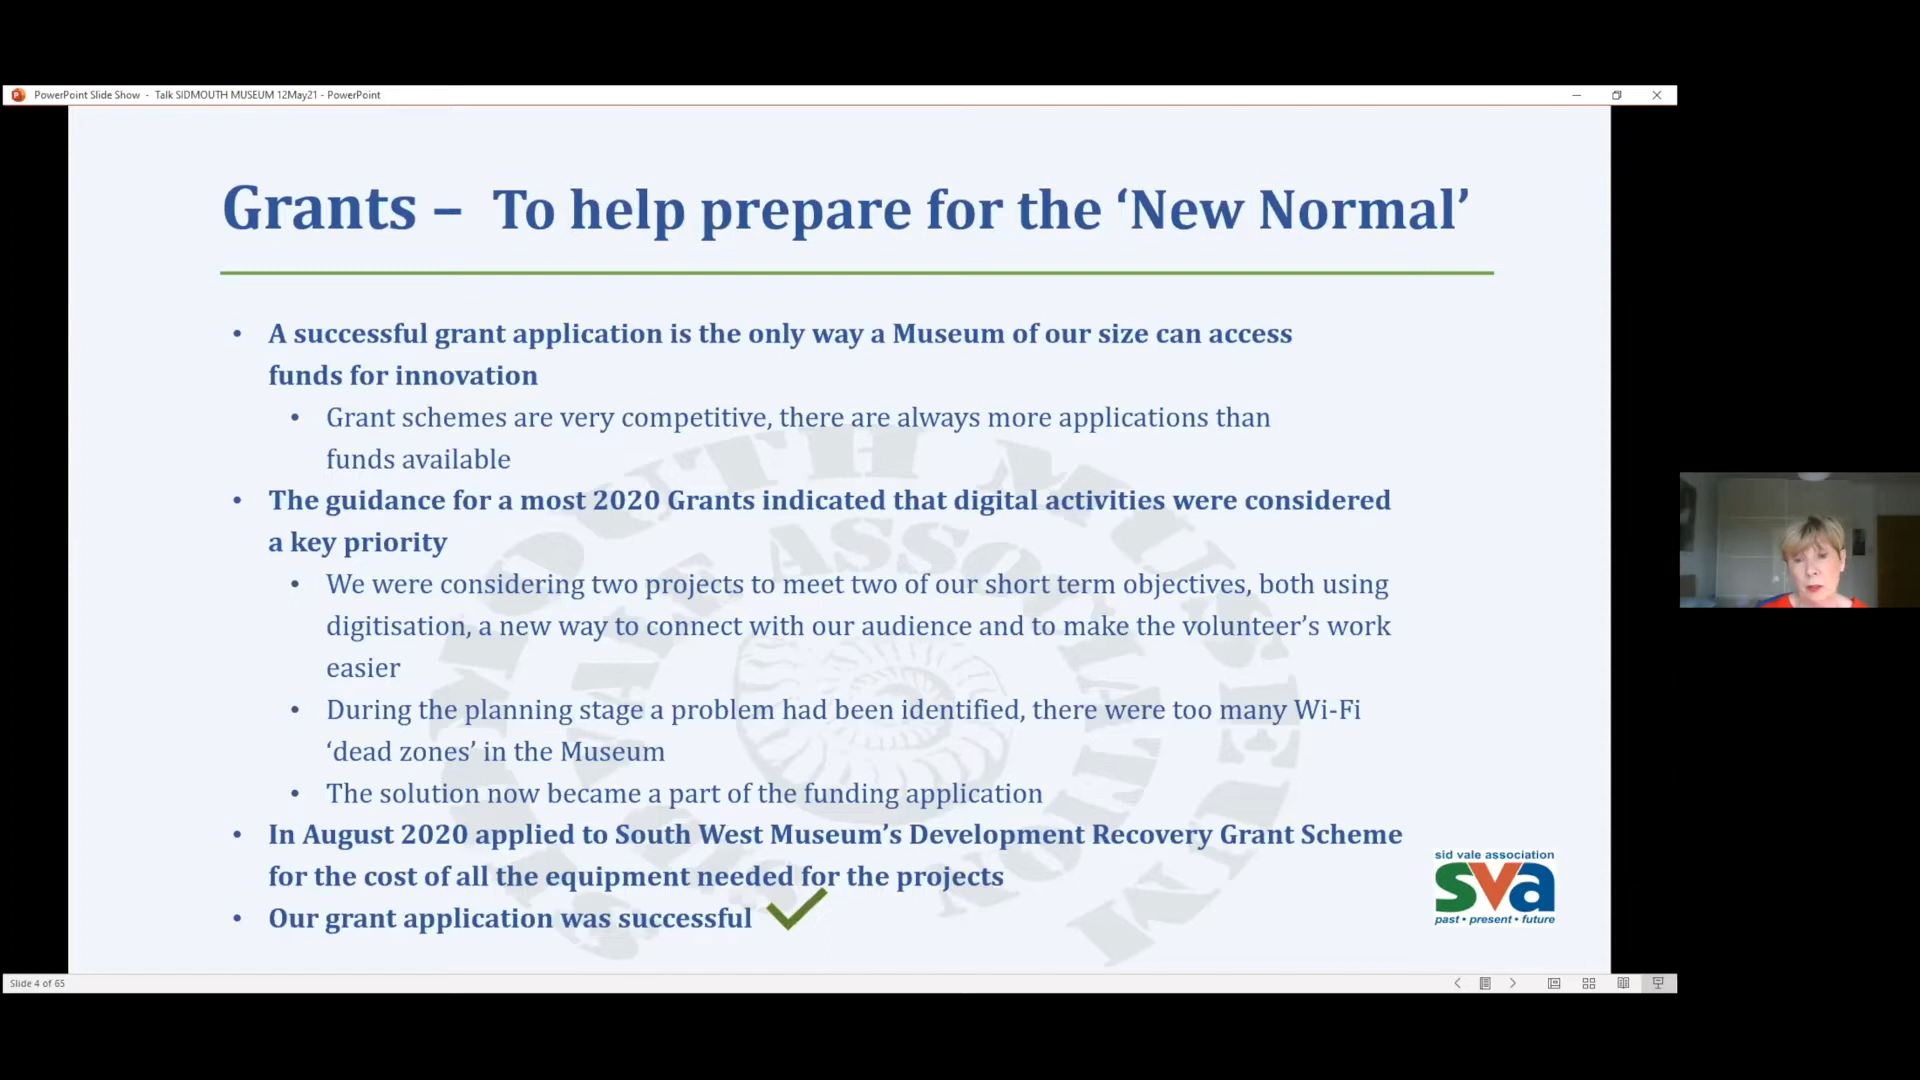 PowerPoint Slide Show - Talk SIDMOUTH MUSEUM 12May21 - PowerPoint
Grants – To help prepare for the ‘New Normal’
• A successful grant application is the only way a Museum of our size can access
funds for innovation
• Grant schemes are very competitive, there are always more applications than
funds available
• The guidance for a most 2020 Grants indicated that digital activities were considered
a key priority
• We were considering two projects to meet two of our short term objectives, both using
digitisation, a new way to connect with our audience and to make the volunteer’s work
easier
• During the planning stage a problem had been identified, there were too many Wi-Fi
‘dead zones’ in the Museum
• The solution now became a part of the funding application
• In August 2020 applied to South West Museum’s Development Recovery Grant Scheme
for the cost of all the equipment needed for the projects
• Our grant application was successful
SIDMOUTH MUSEUM
SID VALE ASSOCIATION
sid vale association
sva
past • present • future
Slide 4 of 65